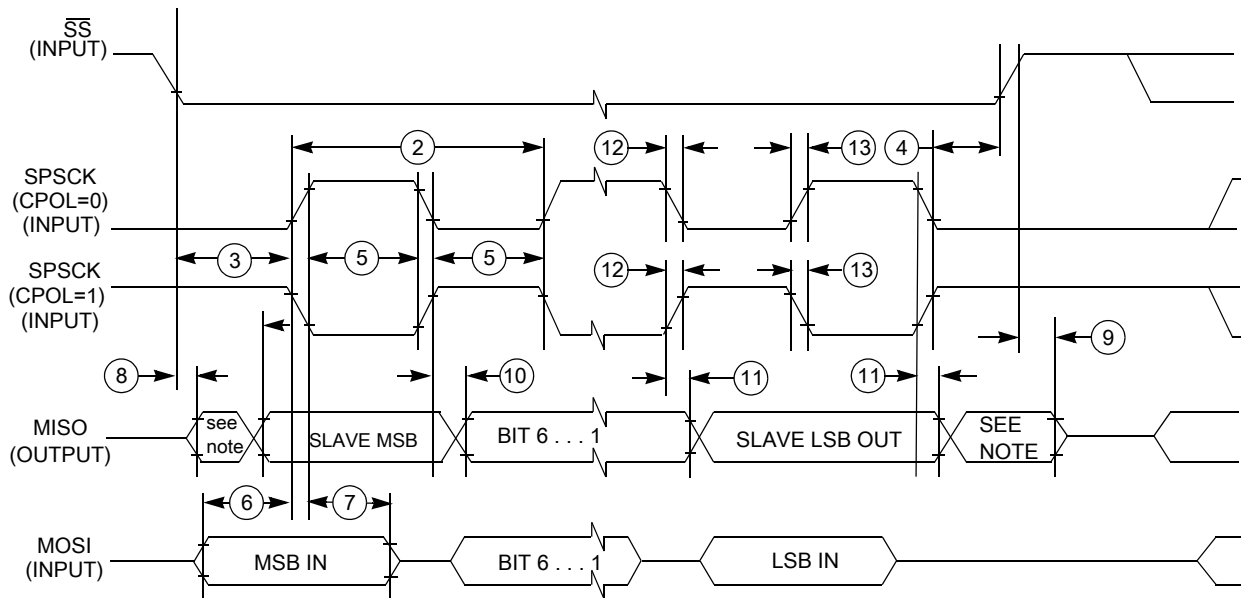 SS
(INPUT)
2
12
13
4
SPSCK
(CPOL=0)
(INPUT)
3
5
5
SPSCK
(CPOL=1)
(INPUT)
12
13
8
10
11
11
9
MISO
(OUTPUT)
see
note
SLAVE MSB
BIT 6 . . . 1
SLAVE LSB OUT
SEE
NOTE
6
7
MOSI
(INPUT)
MSB IN
BIT 6 . . . 1
LSB IN